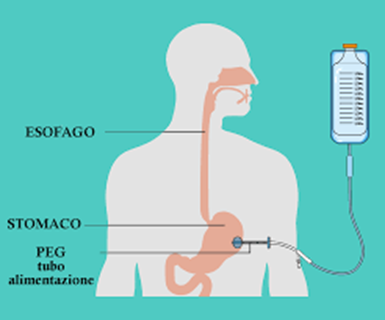 ESOFAGO
STOMACO
PEG
tubo
alimentazione